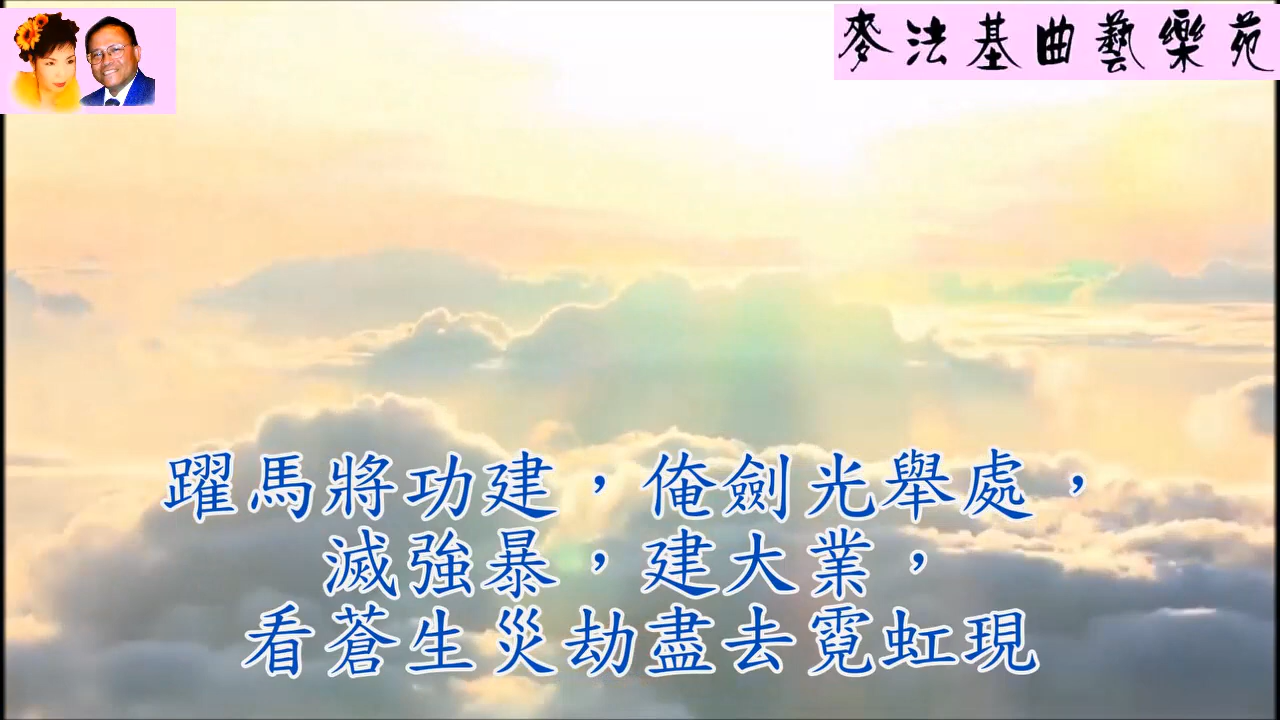 麥法基曲藝樂苑
躍馬將功建，俺劍光舉處，
滅強暴，建大業，
看蒼生災劫盡去霓虹現